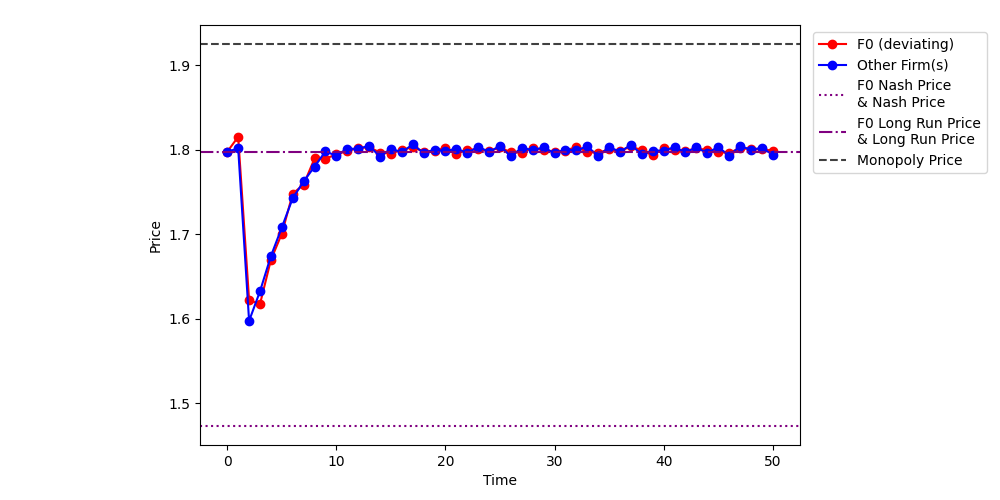 1.9
1.8
1.7
1.6
1.5
Price
0
10
20
30
40
50
Time
F0 (deviating)
Other Firm(s)
F0 Nash Price
& Nash Price
F0 Long Run Price
& Long Run Price
Monopoly Price